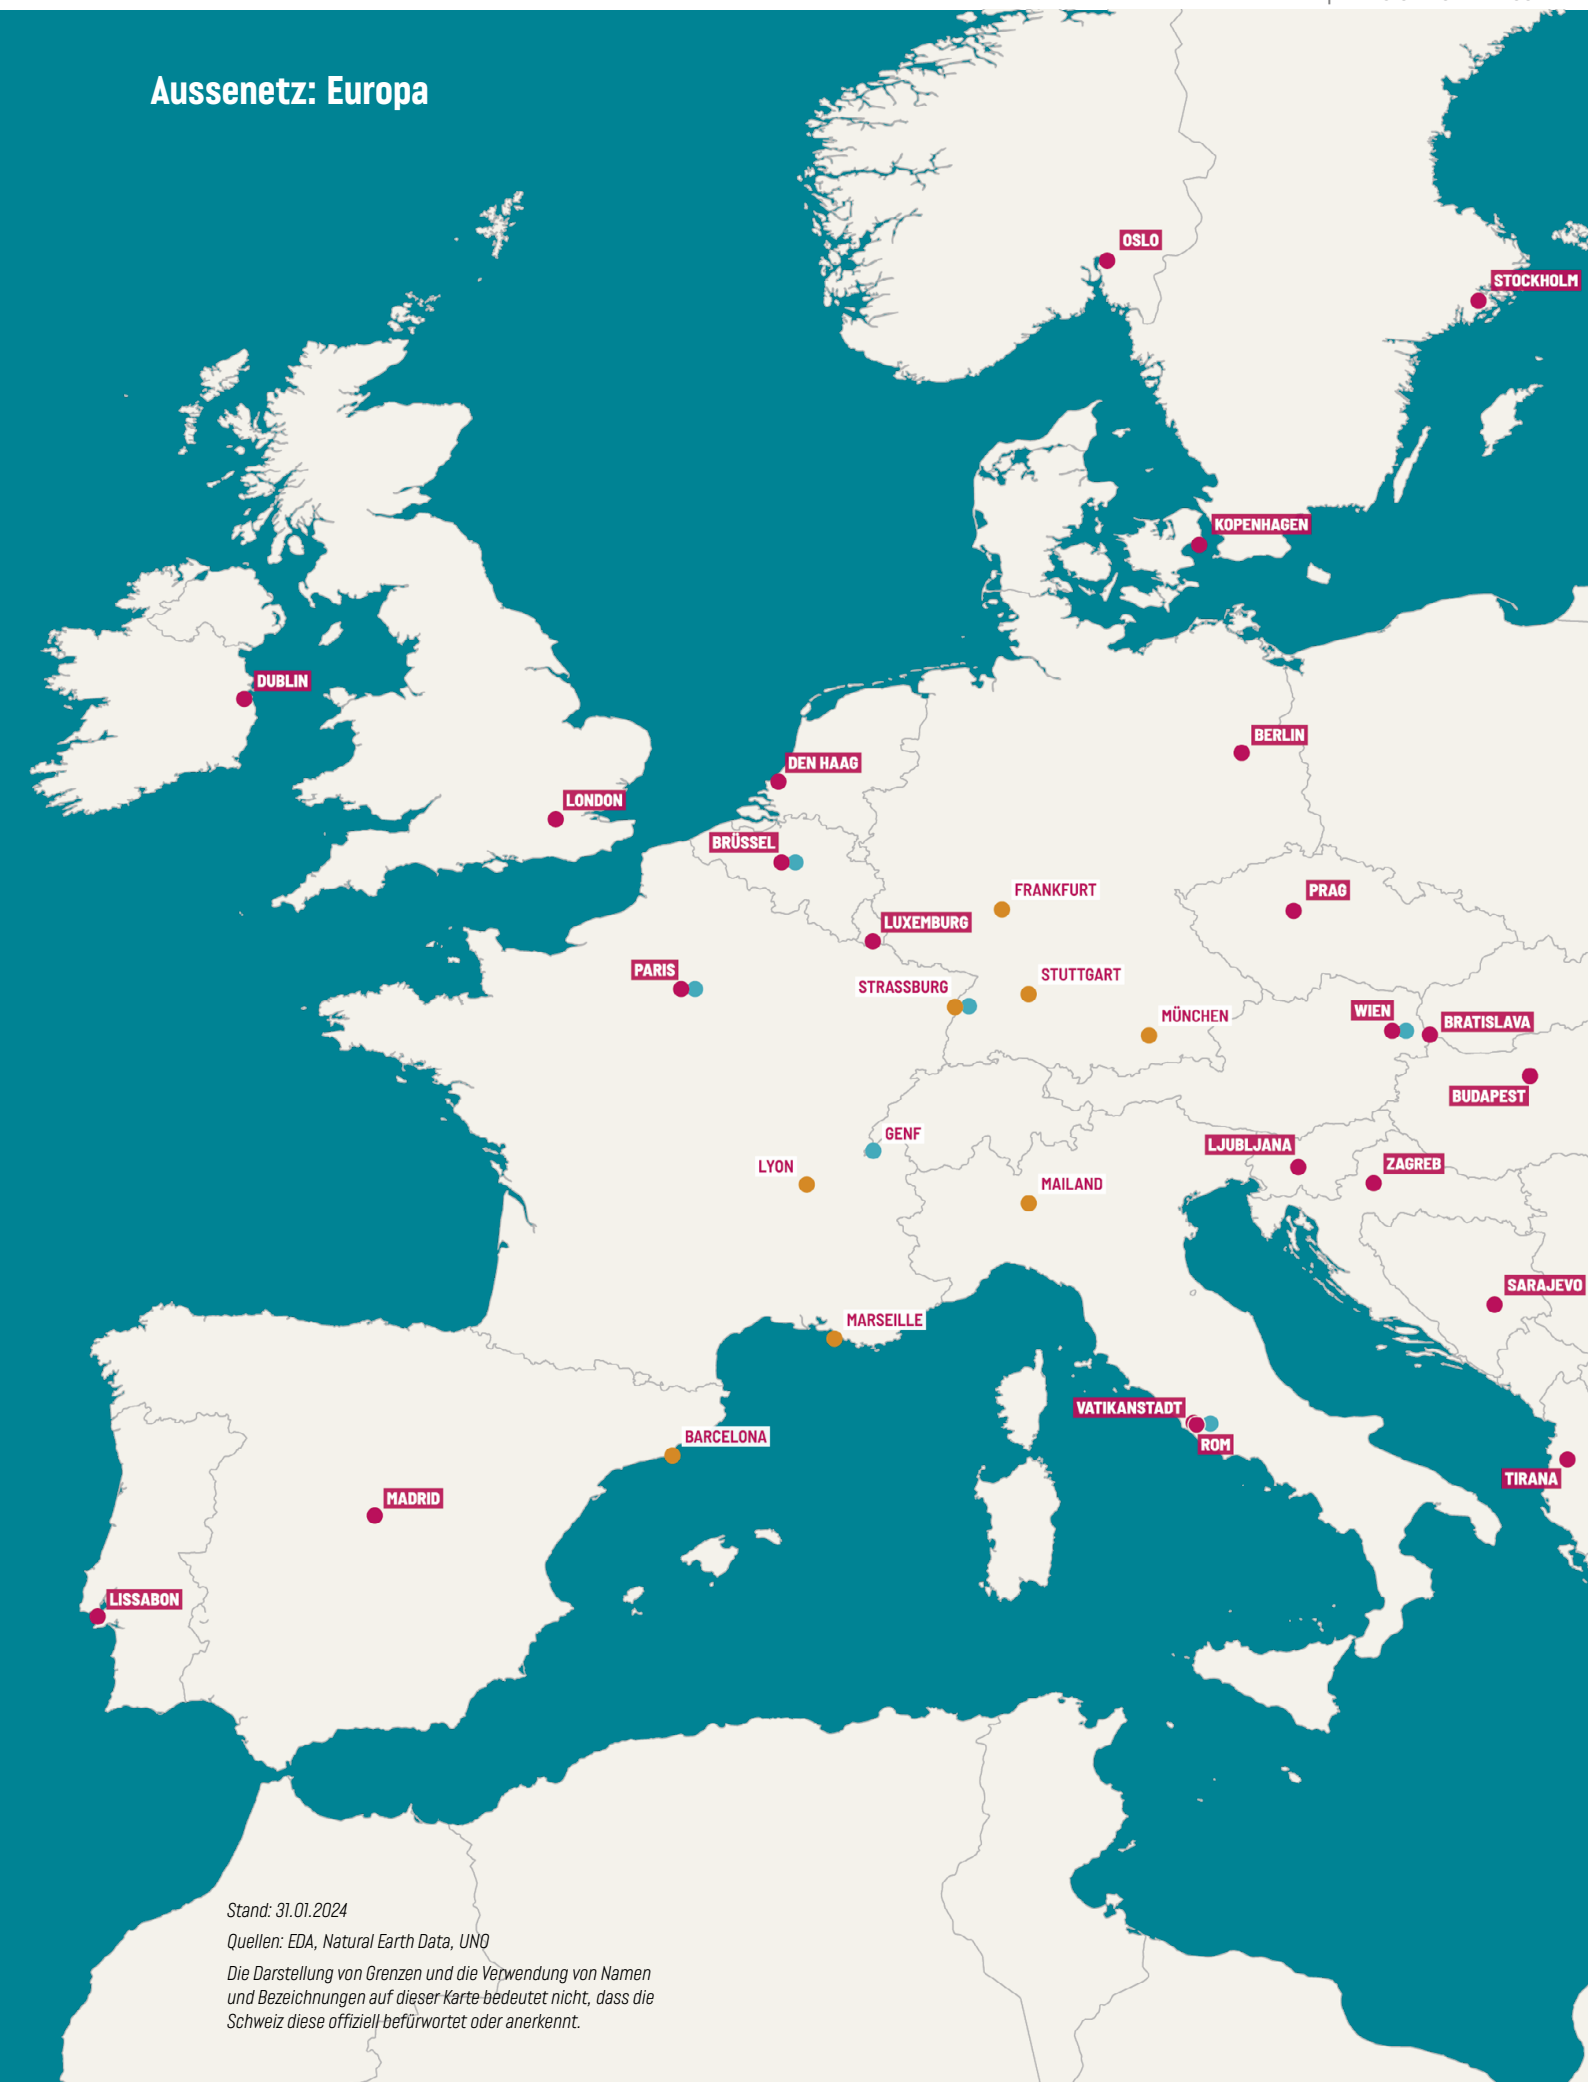 Aussenetz: Europa
OSLO
STOCKHOLM
KOPENHAGEN
DUBLIN
BERLIN
DEN HAAG
LONDON
BRÜSSEL
FRANKFURT
PRAG
LUXEMBURG
PARIS
STUTTGART
STRASSBURG
WIEN
MÜNCHEN
BRATISLAVA
BUDAPEST
GENF
LJUBLJANA
ZAGREB
LYON
MAILAND
SARAJEVO
MARSEILLE
VATIKANSTADT
BARCELONA
ROM
TIRANA
MADRID
LISSABON
Stand: 31.01.2024
Quellen: EDA, Natural Earth Data, UNO
Die Darstellung von Grenzen und die Verwendung von Namen
und Bezeichnungen auf dieser Karte bedeutet nicht, dass die
Schweiz diese offiziell befürwortet oder anerkennt.